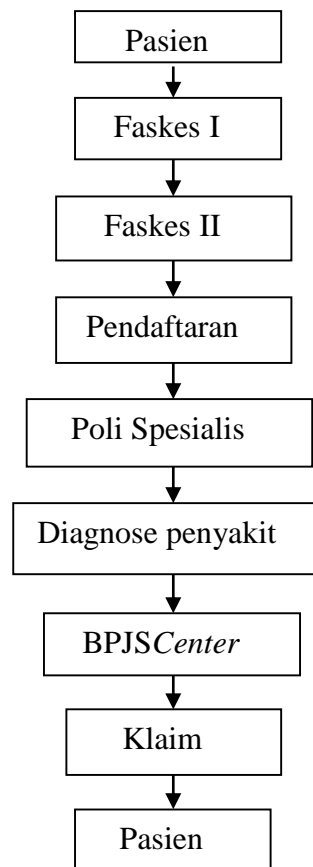 Pasien
Faskes I
Faskes II
Pendaftaran
Poli Spesialis
Diagnose penyakit
BPJSCenter
Klaim
Pasien